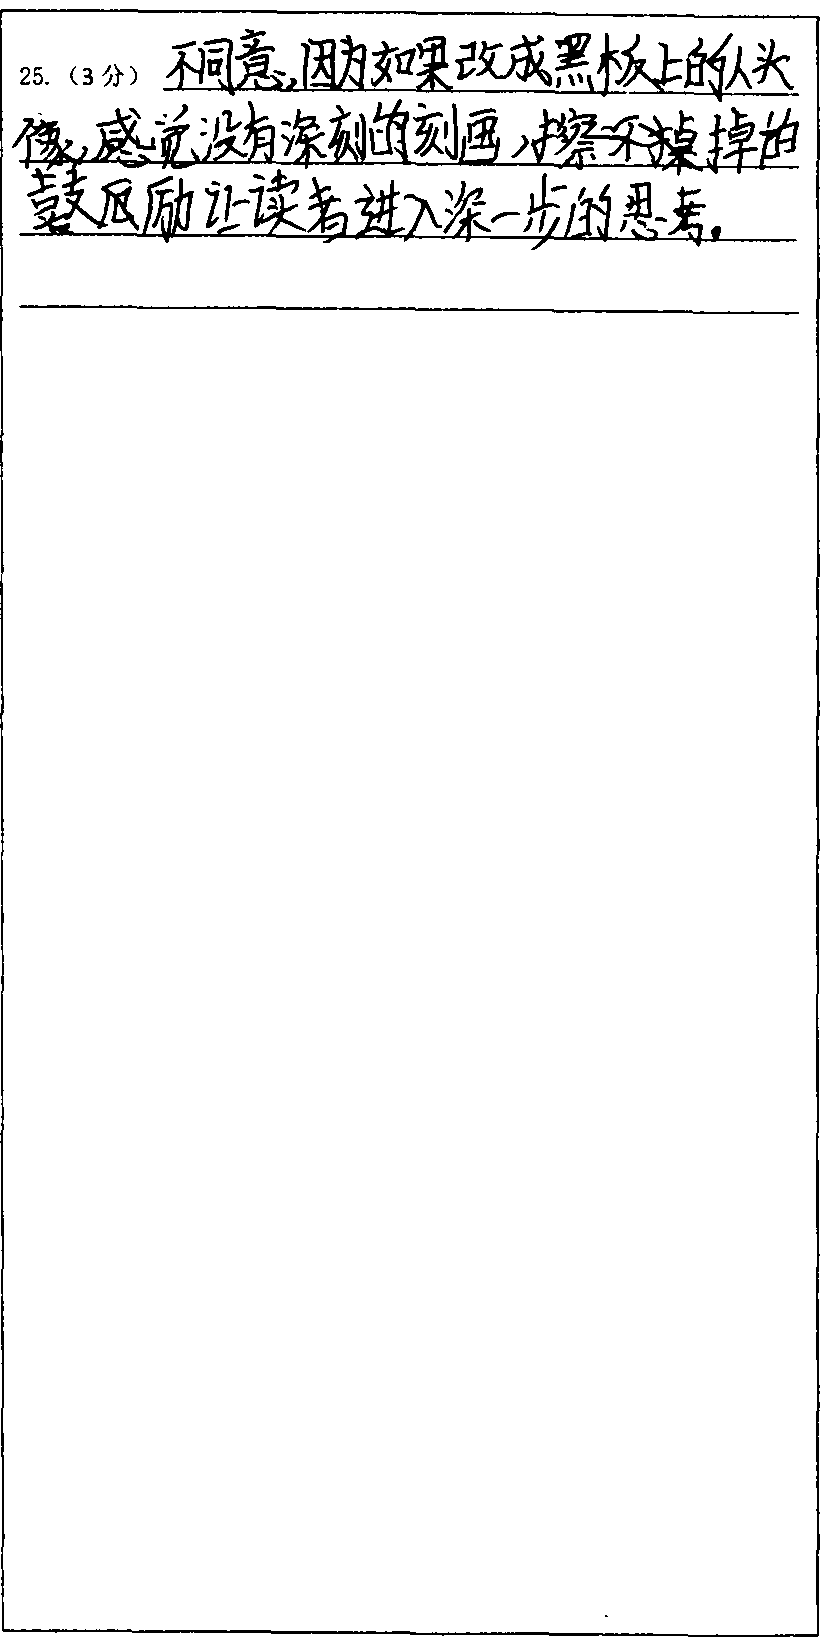 25.（3分）不同意，因为如果改成黑板上的人头
像，感觉没有深刻的刻画，擦不掉的
鼓励让读者进入深一步的思考。